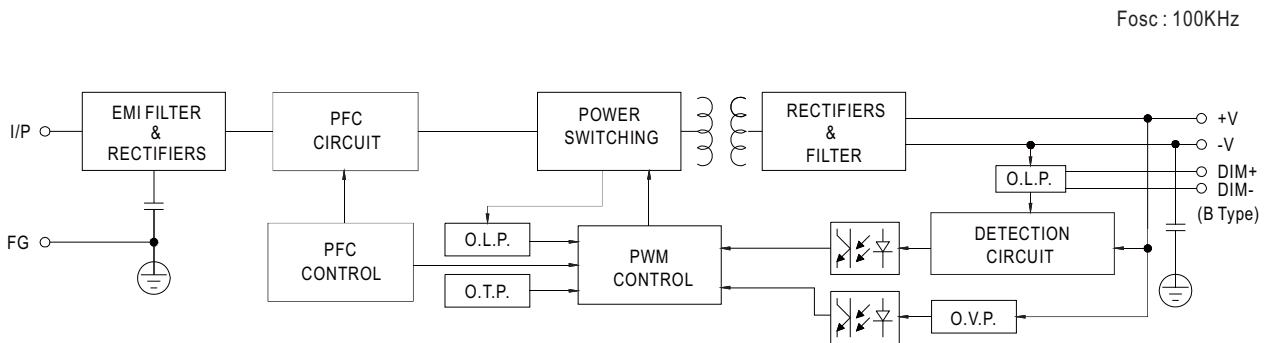 Fosc : 100KHz
I/P
EMI FILTER
&
RECTIFIERS
PFC
CIRCUIT
POWER
SWITCHING
RECTIFIERS
&
FILTER
+V
-V
DIM+
DIM-
(B Type)
O.L.P.
FG
PFC
CONTROL
O.L.P.
O.T.P.
PWM
CONTROL
DETECTION
CIRCUIT
O.V.P.